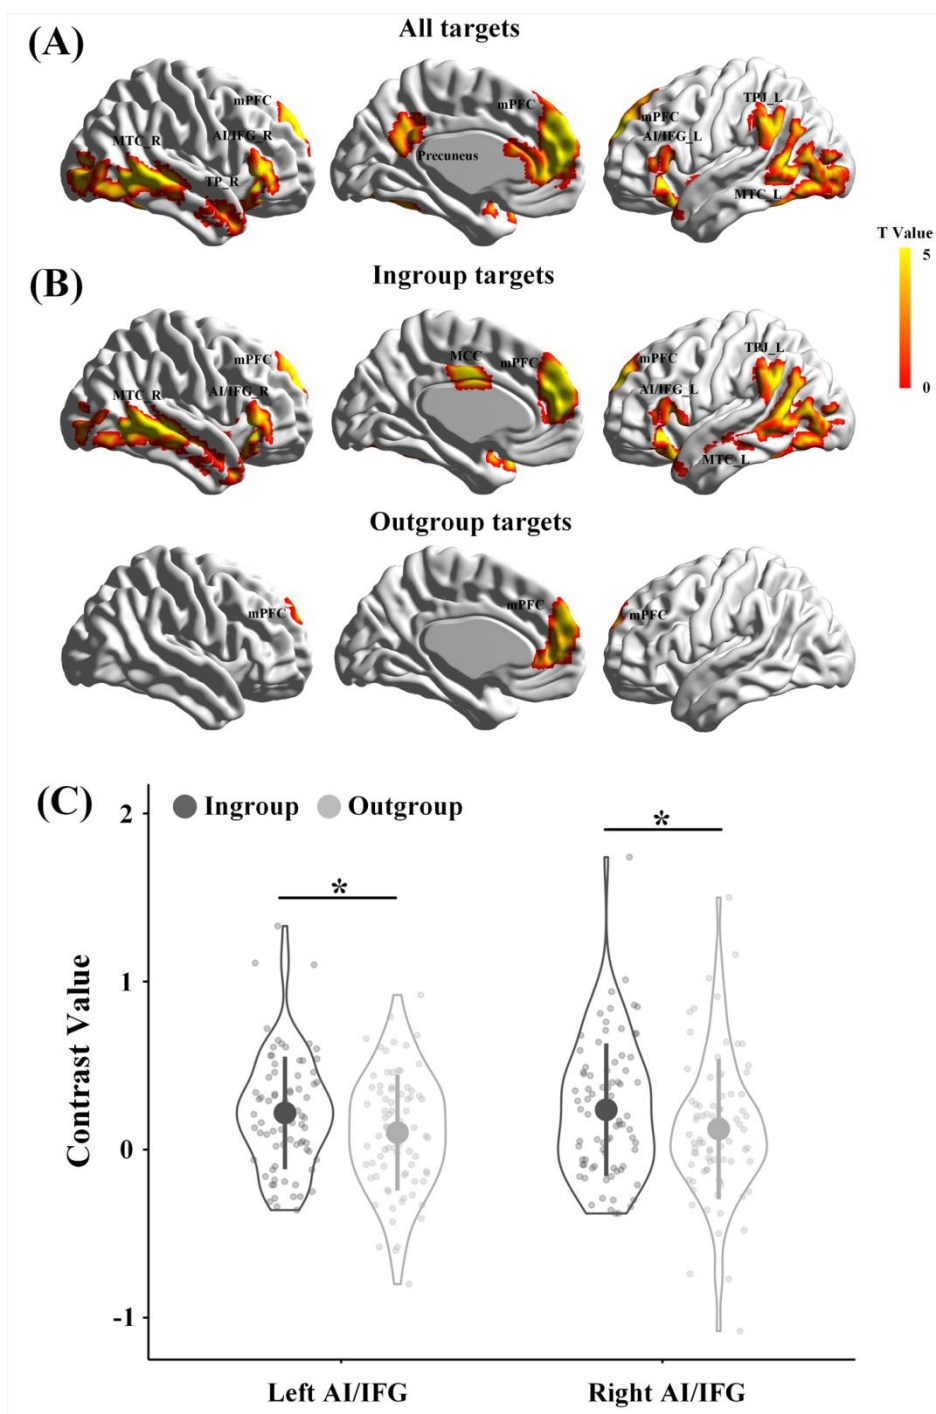 (A)
All targets
mPFC
AI/IFG_R
MTC_R
TP_R
mPFC
Precuneus
TPJ_L
mPFC
AI/IFG_L
MTC_L
T Value
5
0
(B)
Ingroup targets
mPFC
AI/IFG_R
MTC_R
MCC
mPFC
TPJ_L
mPFC
AI/IFG_L
MTC_L
Outgroup targets
mPFC
mPFC
mPFC
(C)
Ingroup
Outgroup
*
*
Contrast Value
2
1
0
-1
Left AI/IFG
Right AI/IFG